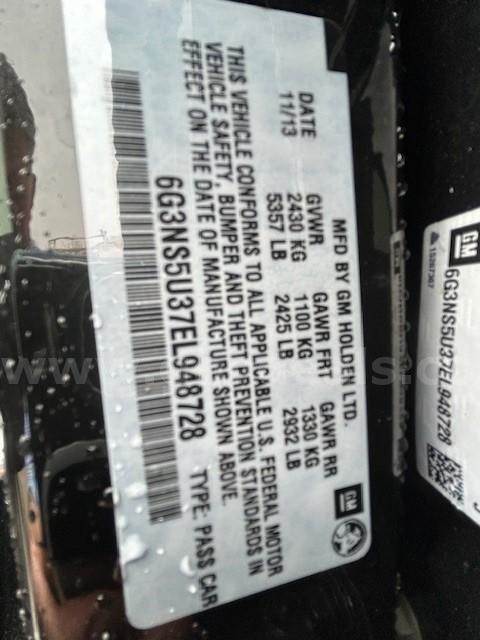 MFD BY GM HOLDEN LTD.
DATE GVWR GAWR FRT GAWR RR
11/13 2430 KG 1100 KG 1330 KG
5357 LB 2425 LB 2932 LB
THIS VEHICLE CONFORMS TO ALL APPLICABLE U.S. FEDERAL MOTOR
VEHICLE SAFETY, BUMPER AND THEFT PREVENTION STANDARDS IN
EFFECT ON THE DATE OF MANUFACTURE SHOWN ABOVE.
6G3NS5U37EL948728 TYPE: PASS CAR
GM
GM
6G3NS5U37EL948728